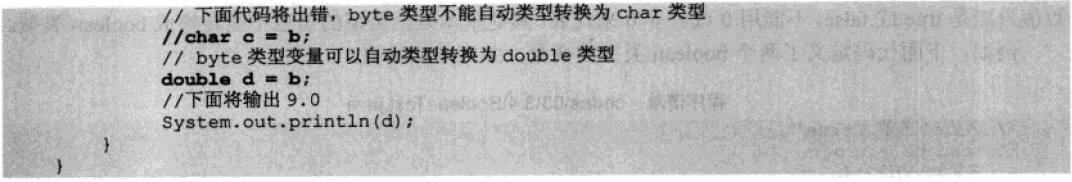 // 下面代码将出错，byte 类型不能自动类型转换为 char 类型
//char c = b;
// byte 类型变量可以自动类型转换为 double 类型
double d = b;
//下面将输出 9.0
System.out.println(d);
}
}